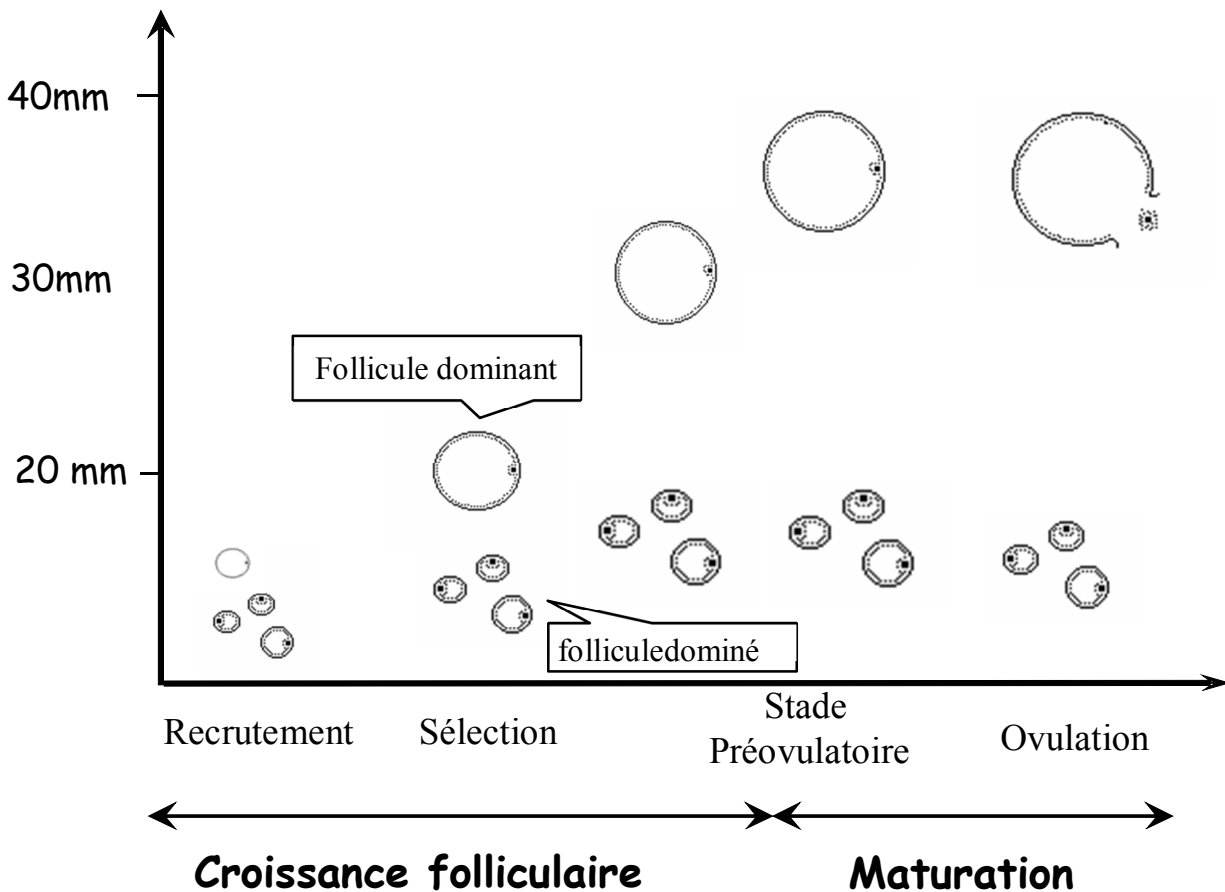 40mm
30mm
Follicule dominant
20 mm
folliculedominé
Recrutement
Sélection
Stade
Préovulatoire
Ovulation
Croissance folliculaire
Maturation